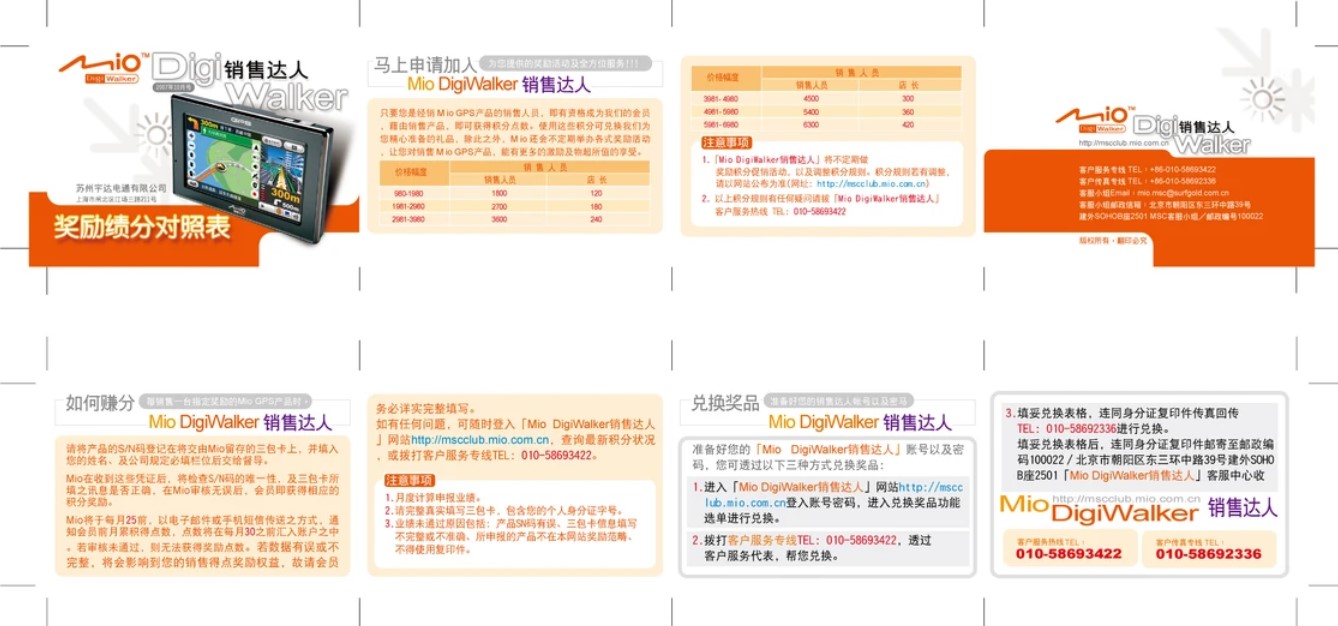 Mio™
DigiWalker
Digi Walker
销售达人
2007年10月号
苏州宇达电通有限公司
上海市闸北区江场三路351号
奖励绩分对照表
300m
300m
500m
Mio
马上申请加入
为您提供的奖励活动及全方位服务!!!
Mio DigiWalker 销售达人
只要您是经销Mio GPS产品的销售人员，即有资格成为我们的会员
，藉由销售产品，即可获得积分点数。使用这些积分可兑换我们为
您精心准备的礼品，除此之外，Mio 还会不定期举办各式奖励活动
，让您对销售Mio GPS产品，能有更多的激励及物超所值的享受。
价格幅度 销 售 人 员
销售人员 店 长
980-1980 1800 120
1981-2980 2700 180
2981-3980 3600 240
价格幅度 销 售 人 员
销售人员 店 长
3981-4980 4500 300
4981-5980 5400 360
5981-6980 6300 420
注意事项
1.「Mio DigiWalker销售达人」将不定期做
奖励积分促销活动，以及调整积分规则。积分规则若有调整，
请以网站公布为准(网址：http://mscclub.mio.com.cn)
2. 以上积分规则有任何疑问请拨「Mio DigiWalker销售达人」
客户服务热线 TEL：010-58693422
Mio™
DigiWalker
Digi Walker
销售达人
http://mscclub.mio.com.cn
客户服务专线 TEL：+86-010-58693422
客户传真专线 TEL：+86-010-58692336
客服小组Email：mio.msc@surfgold.com.cn
客服小组邮政信箱：北京市朝阳区东三环中路39号
建外SOHOB座2501 MSC客服小组／邮政编号100022
版权所有‧翻印必究
如何赚分
每销售一台指定奖励的Mio GPS产品时，
Mio DigiWalker 销售达人
请将产品的S/N码登记在将交由Mio留存的三包卡上，并填入
您的姓名、及公司规定必填栏位后交给督导。
Mio在收到这些凭证后，将检查S/N码的唯一性，及三包卡所
填之讯息是否正确，在Mio审核无误后，会员即获得相应的
积分奖励。
Mio将于每月25前，以电子邮件或手机短信传送之方式，通
知会员前月累积得点数，点数将在每月30之前汇入账户之中
。若审核未通过，则无法获得奖励点数。若数据有误或不
完整，将会影响到您的销售得点奖励权益，故请会员
务必详实完整填写。
如有任何问题，可随时登入「Mio DigiWalker销售达人
」网站http://mscclub.mio.com.cn，查询最新积分状况
，或拨打客户服务专线TEL：010-58693422。
注意事项
1.月度计算申报业绩。
2.请完整真实填写三包卡，包含您的个人身分证字号。
3.业绩未通过原因包括：产品SN码有误、三包卡信息填写
不完整或不准确、所申报的产品不在本网站奖励范畴、
不得使用复印件。
兑换奖品
准备好您的销售达人账号以及密马
Mio DigiWalker 销售达人
准备好您的「Mio DigiWalker销售达人」账号以及密
码，您可透过以下三种方式兑换奖品：
1.进入「Mio DigiWalker销售达人」网站http://mscc
lub.mio.com.cn登入账号密码，进入兑换奖品功能
选单进行兑换。
2.拨打客户服务专线TEL：010-58693422，透过
客户服务代表，帮您兑换。
3.填妥兑换表格，连同身分证复印件传真回传
TEL：010-58692336进行兑换。
填妥兑换表格后，连同身分证复印件邮寄至邮政编
码100022／北京市朝阳区东三环中路39号建外SOHO
B座2501「Mio DigiWalker销售达人」客服中心收
http://mscclub.mio.com.cn
Mio DigiWalker 销售达人
客户服务热线 TEL：
010-58693422
客户传真专线 TEL：
010-58692336